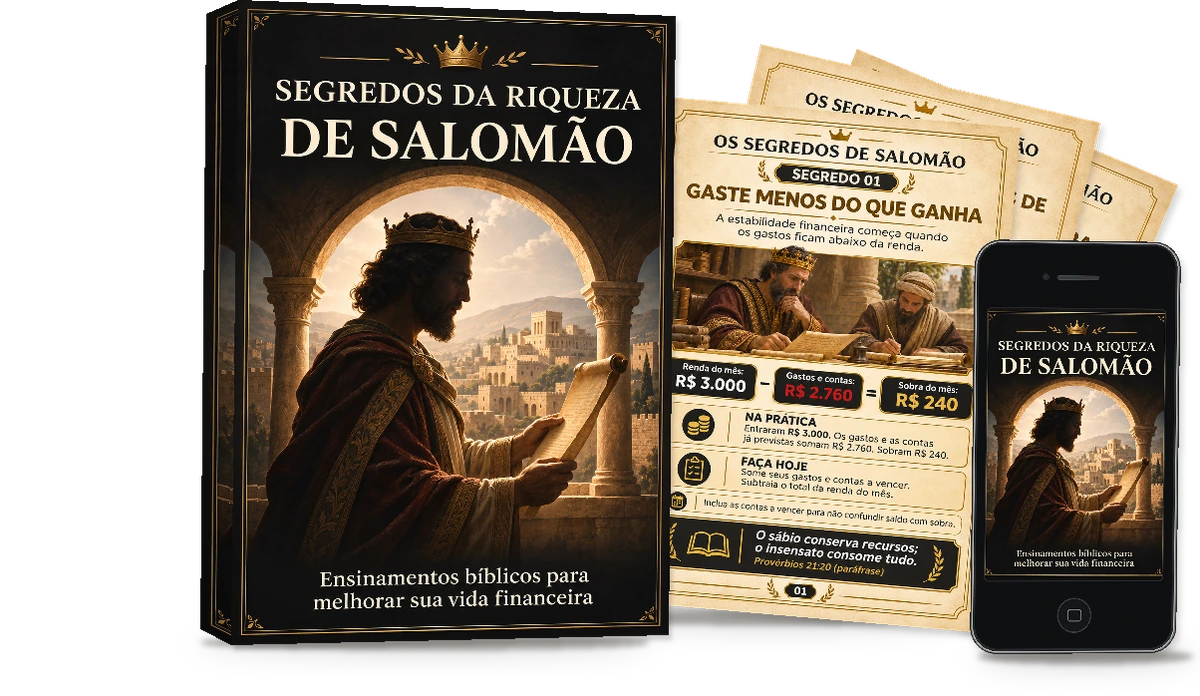 SEGREDOS DA RIQUEZA
DE SALOMÃO
Ensinamentos bíblicos para
melhorar sua vida financeira
OS SEGREDOS DE SALOMÃO
SEGREDO 01
GASTE MENOS DO QUE GANHA
A estabilidade financeira começa quando
os gastos ficam abaixo da renda.
Renda do mês:
R$ 3.000
–
Gastos e contas:
R$ 2.760
=
Sobra do mês:
R$ 240
NA PRÁTICA
Entraram R$ 3.000. Os gastos e as contas
já previstas somam R$ 2.760. Sobram R$ 240.
FAÇA HOJE
Some seus gastos e contas a vencer.
Subtraia o total da renda do mês.
Inclua as contas a vencer para não confundir saldo com sobra.
O sábio conserva recursos;
o insensato consome tudo.
Provérbios 21:20 (paráfrase)
01
OS SEGREDOS
DE
SEGREDOS DA RIQUEZA
DE SALOMÃO
Ensinamentos bíblicos para
melhorar sua vida financeira